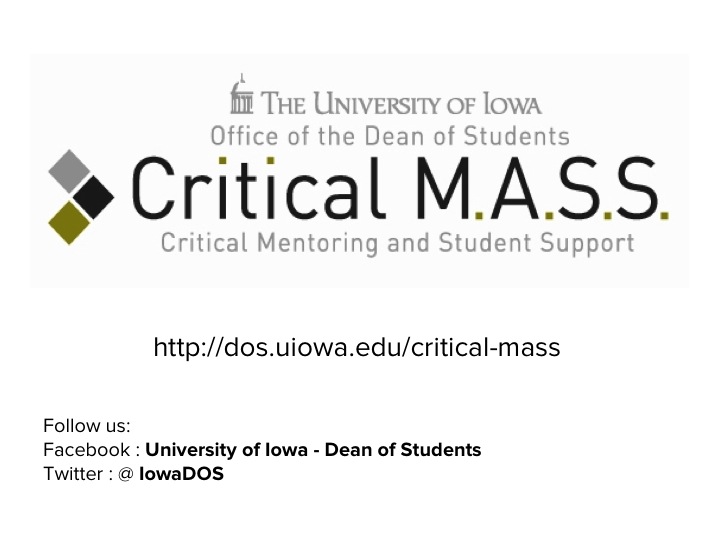 THE UNIVERSITY OF IOWA
Office of the Dean of Students
Critical M.A.S.S.
Critical Mentoring and Student Support
http://dos.uiowa.edu/critical-mass
Follow us:
Facebook : University of Iowa - Dean of Students
Twitter : @ IowaDOS